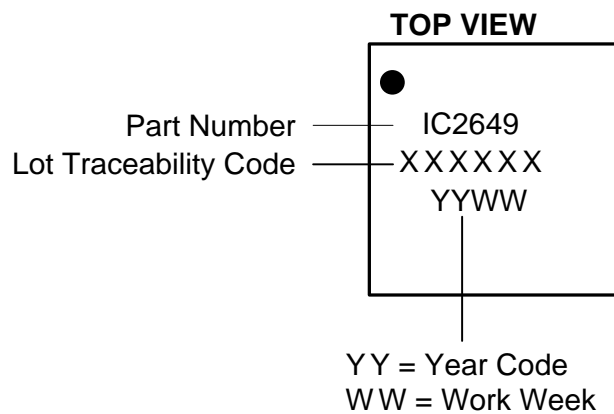 TOP VIEW
Part Number
IC2649
Lot Traceability Code
XXXXXX
YYWW
YY = Year Code
WW = Work Week